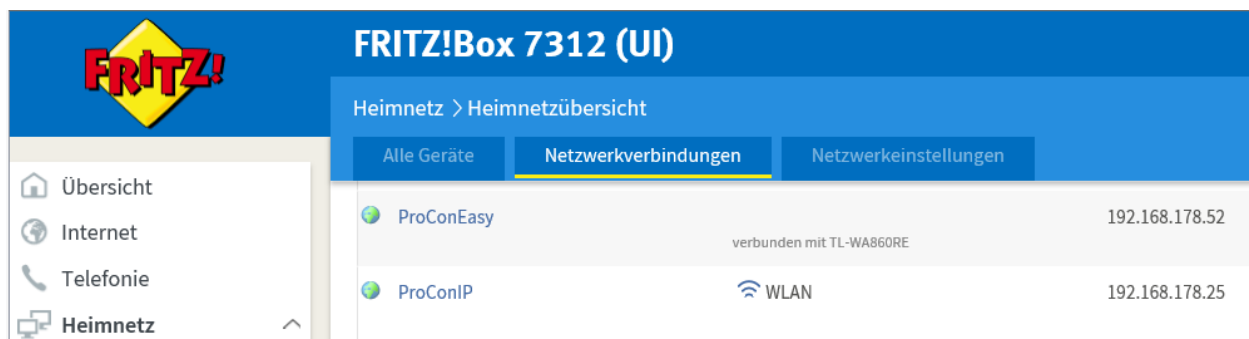 FRITZ!
FRITZ!Box 7312 (UI)
Heimnetz > Heimnetzübersicht
Alle Geräte Netzwerkverbindungen Netzwerkeinstellungen
Übersicht
Internet
Telefonie
Heimnetz
ProConEasy 192.168.178.52
verbunden mit TL-WA860RE
ProConIP WLAN 192.168.178.25